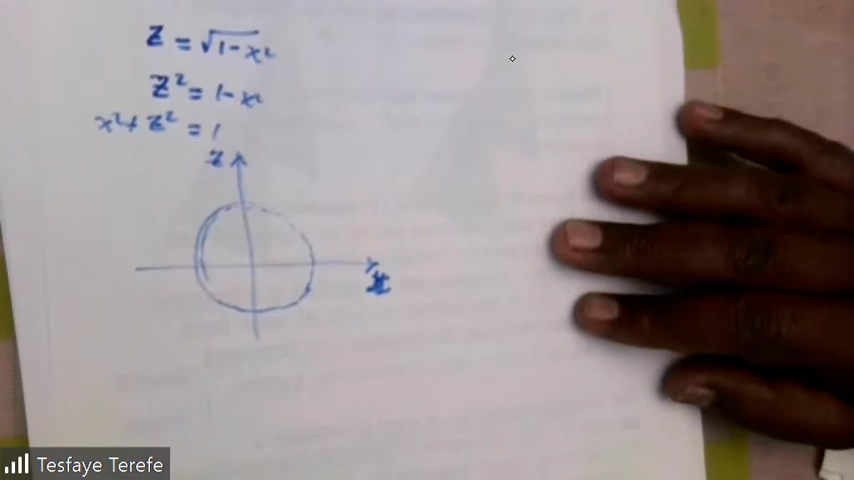 z = √1-x²
z² = 1-x²
x²+z² = 1
z
x
Tesfaye Terefe